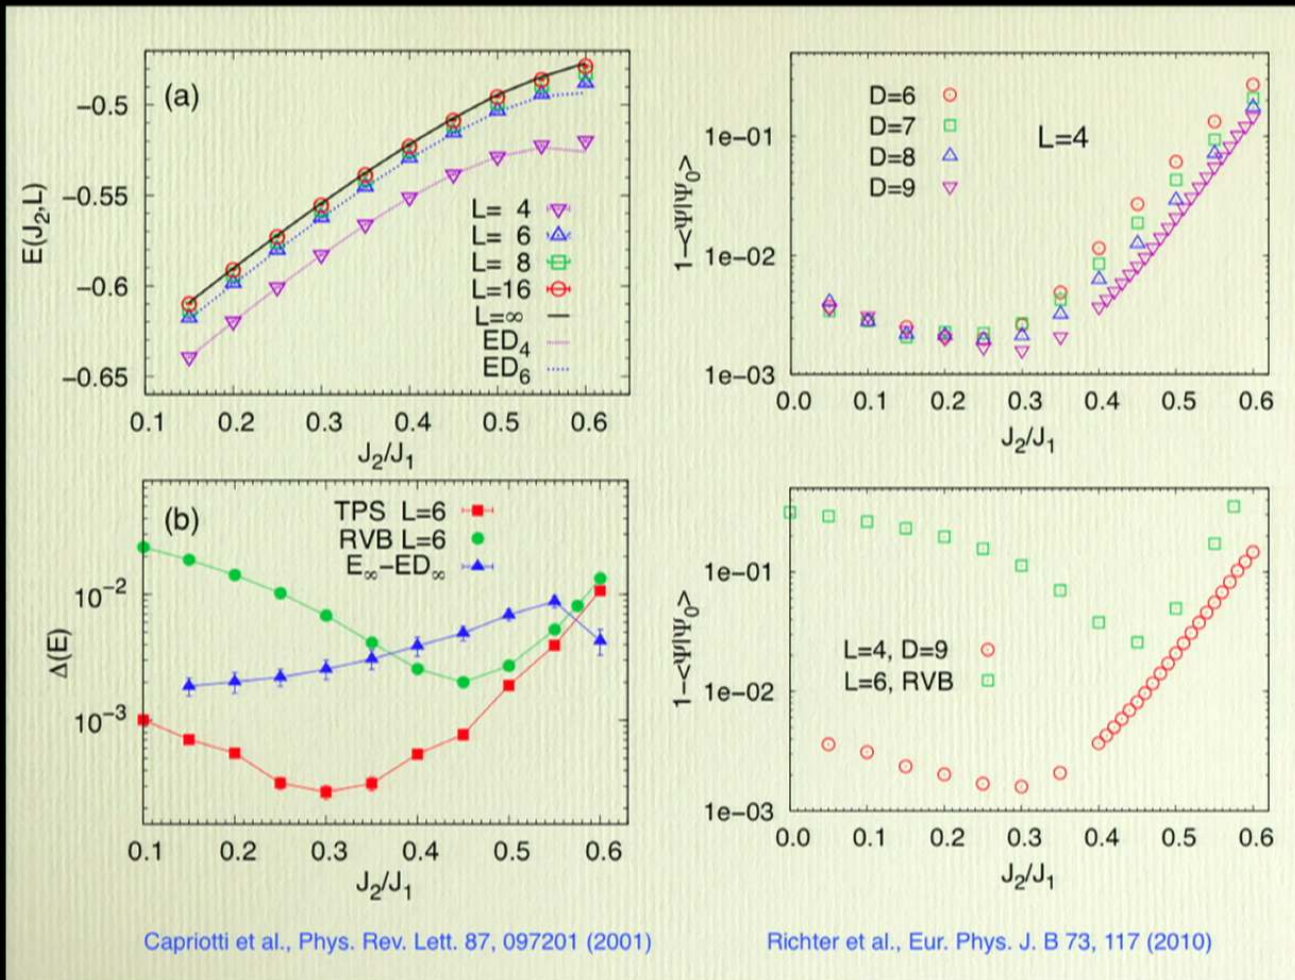 (a)
E(J₂,L)
−0.5
−0.55
−0.6
−0.65
L= 4
L= 6
L= 8
L=16
L=∞
ED₄
ED₆
0.1 0.2 0.3 0.4 0.5 0.6
J₂/J₁
D=6
D=7
D=8
D=9
L=4
1−<Ψ|Ψ₀>
1e−01
1e−02
1e−03
0.0 0.1 0.2 0.3 0.4 0.5 0.6
J₂/J₁
(b)
TPS L=6
RVB L=6
E∞−ED∞
Δ(E)
10⁻²
10⁻³
0.1 0.2 0.3 0.4 0.5 0.6
J₂/J₁
1−<Ψ|Ψ₀>
1e−01
1e−02
1e−03
L=4, D=9
L=6, RVB
0.0 0.1 0.2 0.3 0.4 0.5 0.6
J₂/J₁
Capriotti et al., Phys. Rev. Lett. 87, 097201 (2001)
Richter et al., Eur. Phys. J. B 73, 117 (2010)